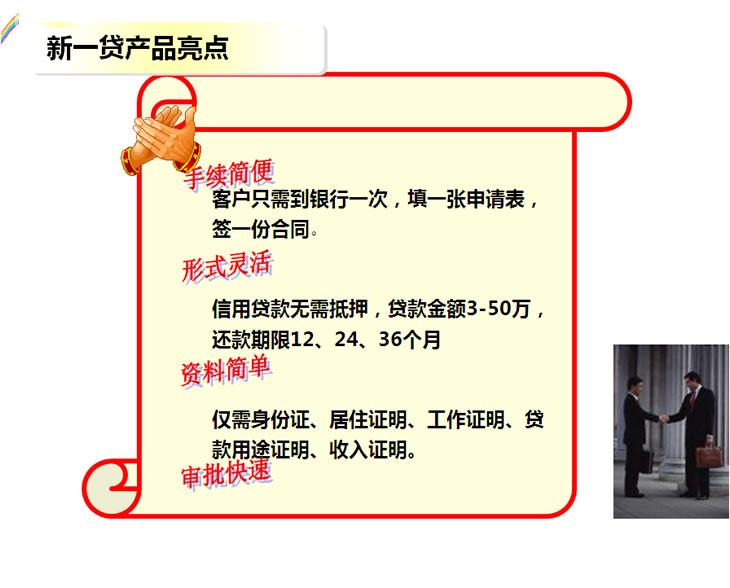 新一贷产品亮点
手续简便
客户只需到银行一次，填一张申请表，
签一份合同。
形式灵活
信用贷款无需抵押，贷款金额3-50万，
还款期限12、24、36个月
资料简单
仅需身份证、居住证明、工作证明、贷
款用途证明、收入证明。
审批快速